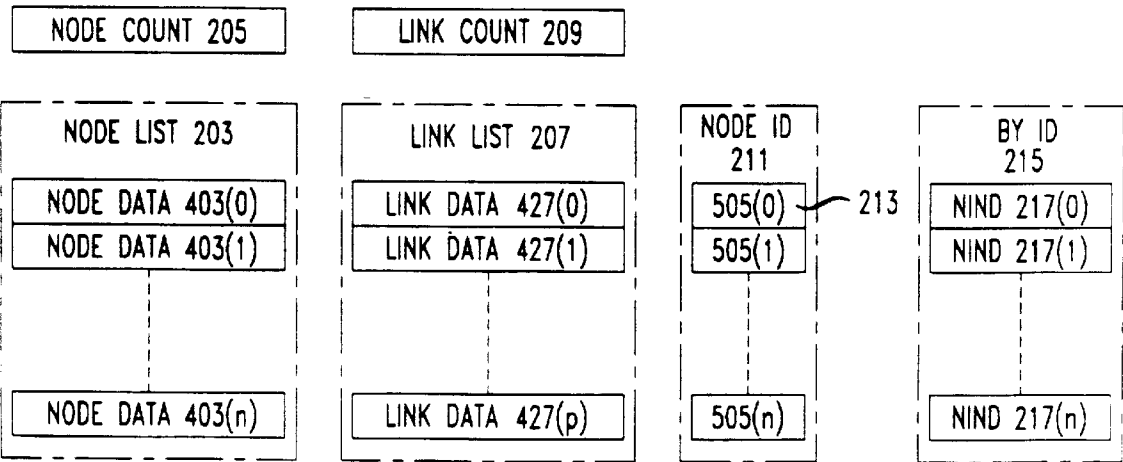 NODE COUNT 205
LINK COUNT 209
NODE LIST 203
NODE DATA 403(0)
NODE DATA 403(1)
NODE DATA 403(n)
LINK LIST 207
LINK DATA 427(0)
LINK DATA 427(1)
LINK DATA 427(p)
NODE ID
211
505(0)
213
505(1)
505(n)
BY ID
215
NIND 217(0)
NIND 217(1)
NIND 217(n)